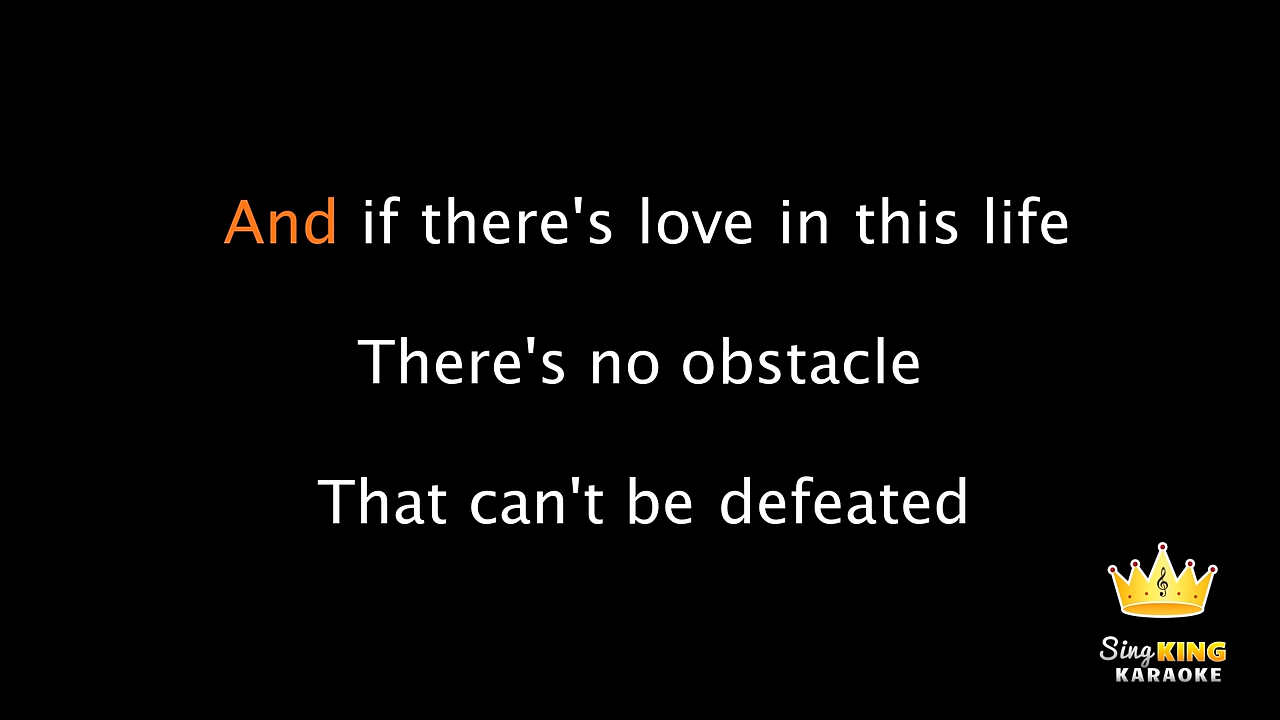 And if there's love in this life
There's no obstacle
That can't be defeated
Sing KING
KARAOKE